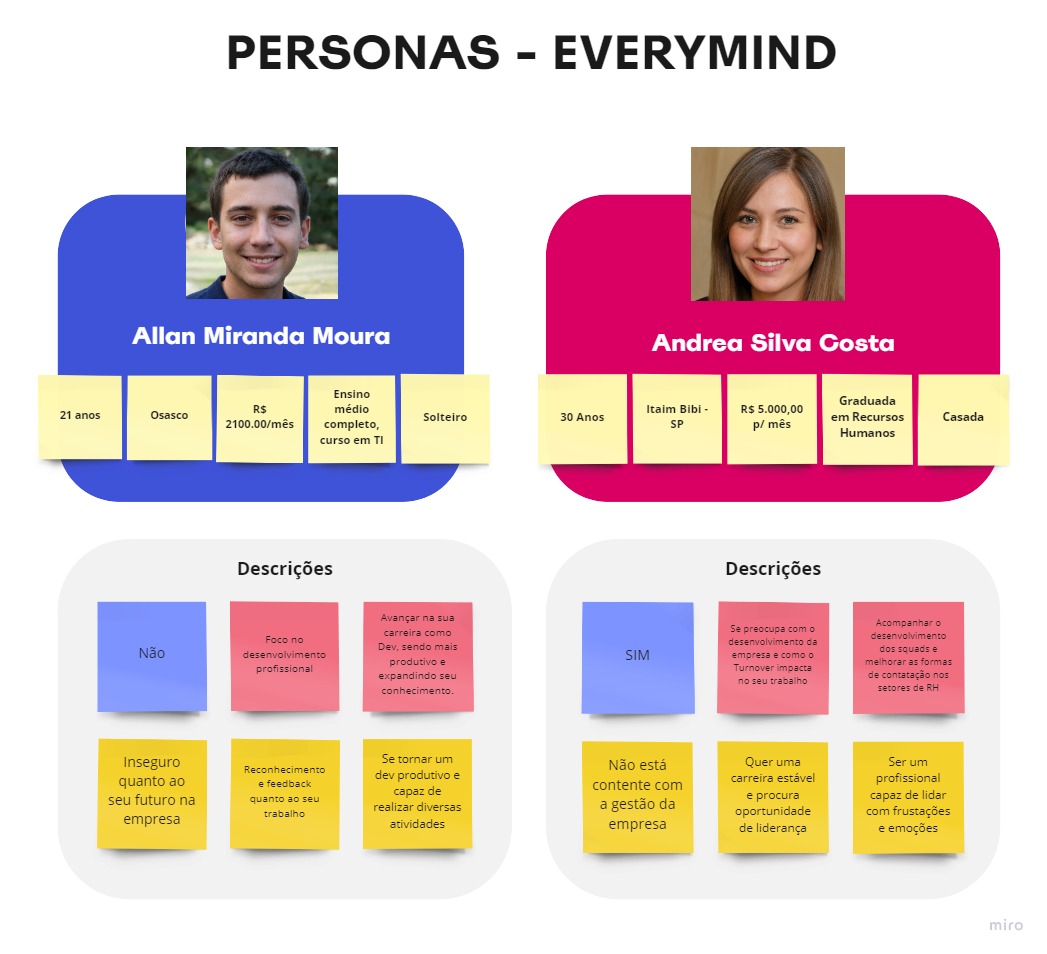 PERSONAS - EVERYMIND
Allan Miranda Moura
21 anos
Osasco
R$
2100.00/mês
Ensino
médio
completo,
curso em TI
Solteiro
Andrea Silva Costa
30 Anos
Itaim Bibi -
SP
R$ 5.000,00
p/ mês
Graduada
em Recursos
Humanos
Casada
Descrições
Não
Foco no
desenvolvimento
profissional
Avançar na sua
carreira como
Dev, sendo mais
produtivo e
expandindo seu
conhecimento.
Inseguro
quanto ao
seu futuro na
empresa
Reconhecimento
e feedback
quanto ao seu
trabalho
Se tornar um
dev produtivo e
capaz de
realizar diversas
atividades
Descrições
SIM
Se preocupa com o
desenvolvimento da
empresa e como o
Turnover impacta
no seu trabalho
Acompanhar o
desenvolvimento
dos squads e
melhorar as formas
de contatação nos
setores de RH
Não está
contente com
a gestão da
empresa
Quer uma
carreira estável
e procura
oportunidade
de liderança
Ser um
profissional
capaz de lidar
com frustações
e emoções
miro